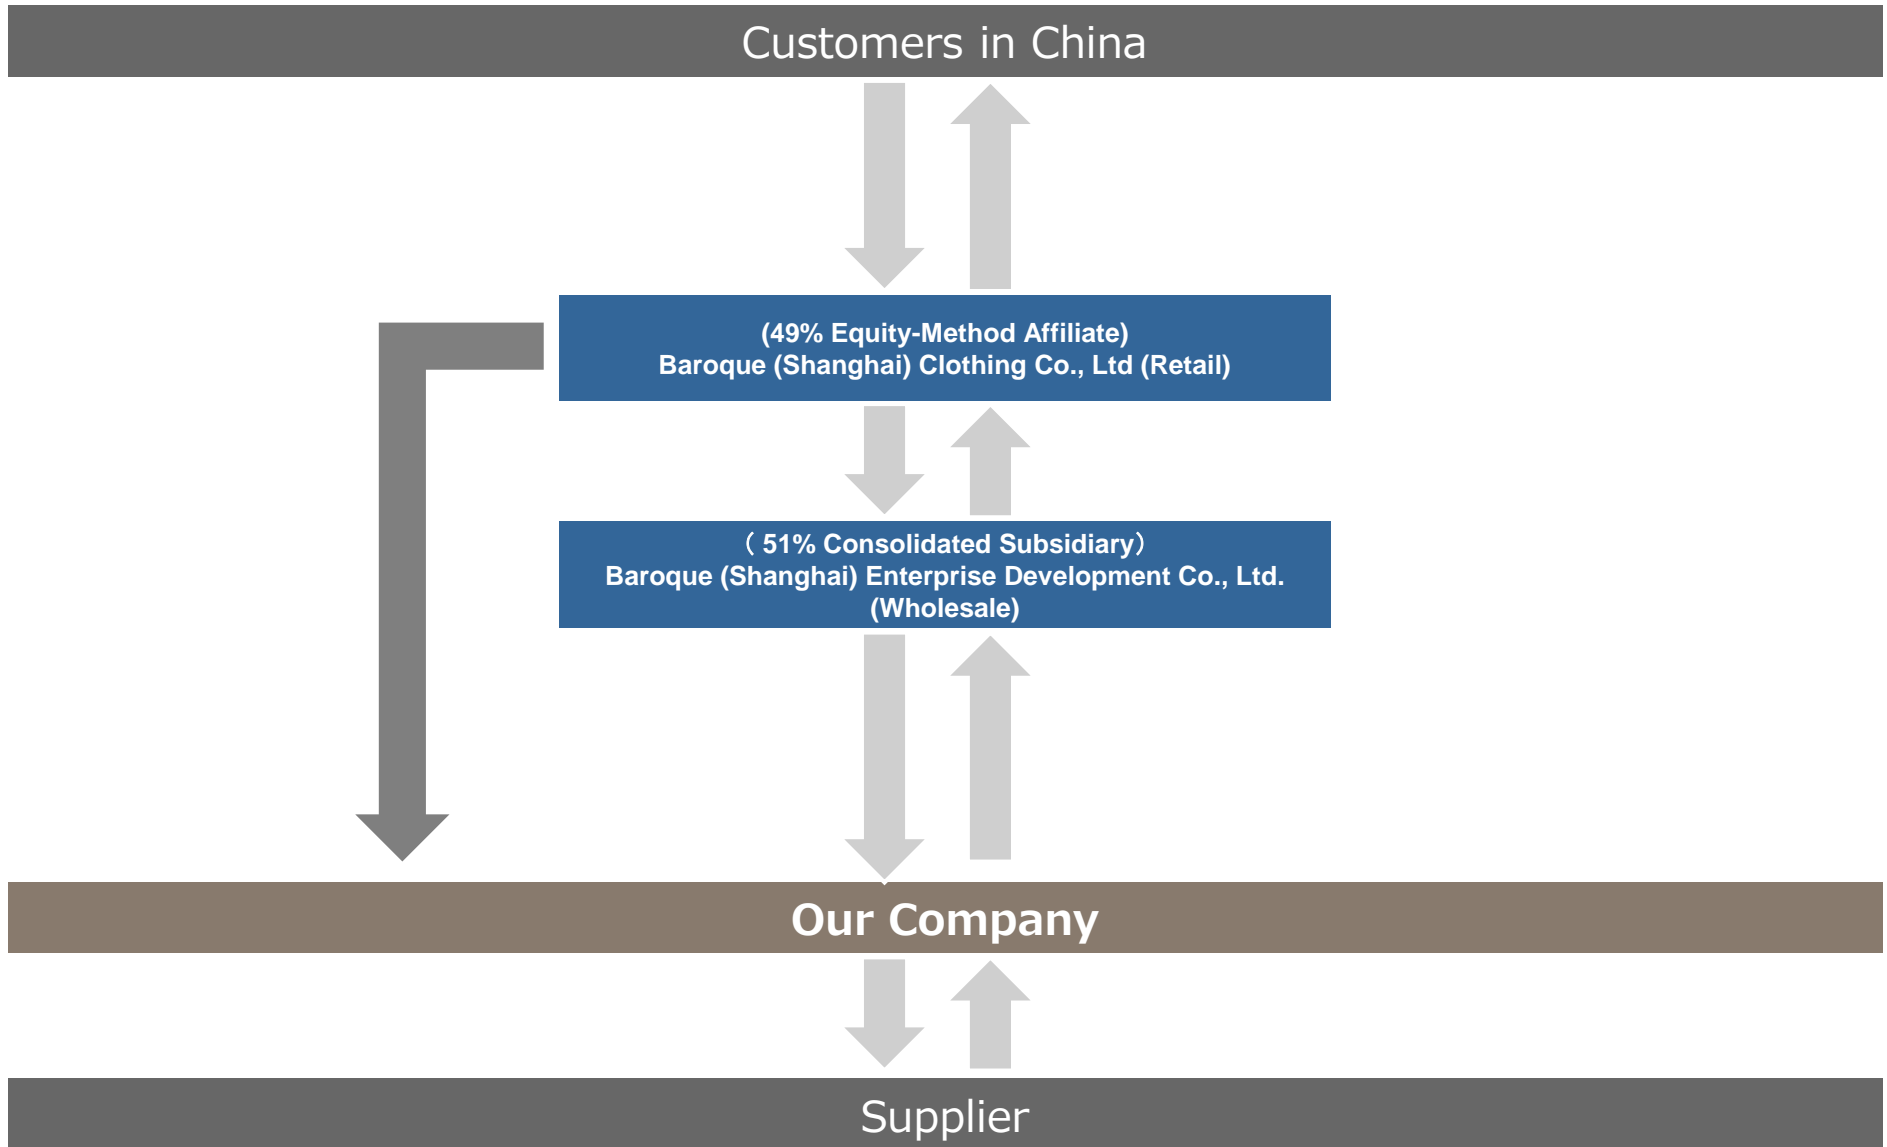 Customers in China
(49% Equity-Method Affiliate)
Baroque (Shanghai) Clothing Co., Ltd (Retail)
（ 51% Consolidated Subsidiary）
Baroque (Shanghai) Enterprise Development Co., Ltd.
(Wholesale)
Our Company
Supplier